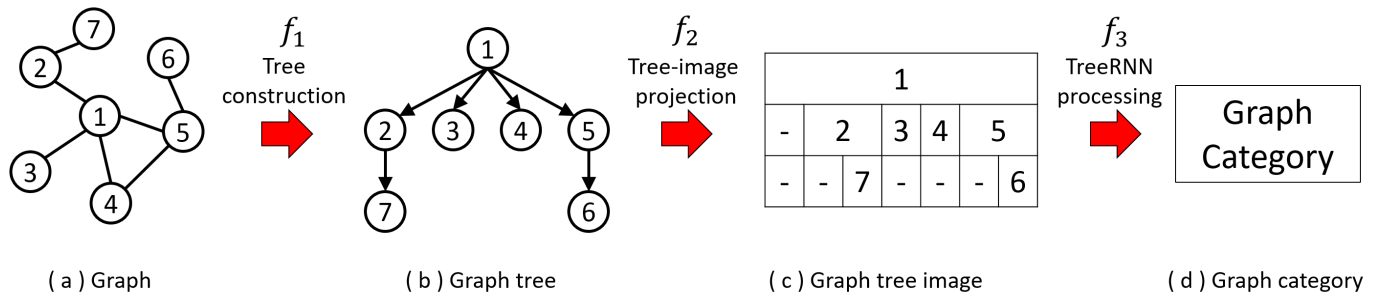 7
2
6
1
5
3
4
f1
Tree
construction
1
2 3 4 5
7 6
f2
Tree-image
projection
1
- 2 3 4 5
- - 7 - - - 6
f3
TreeRNN
processing
Graph
Category
( a ) Graph
( b ) Graph tree
( c ) Graph tree image
( d ) Graph category